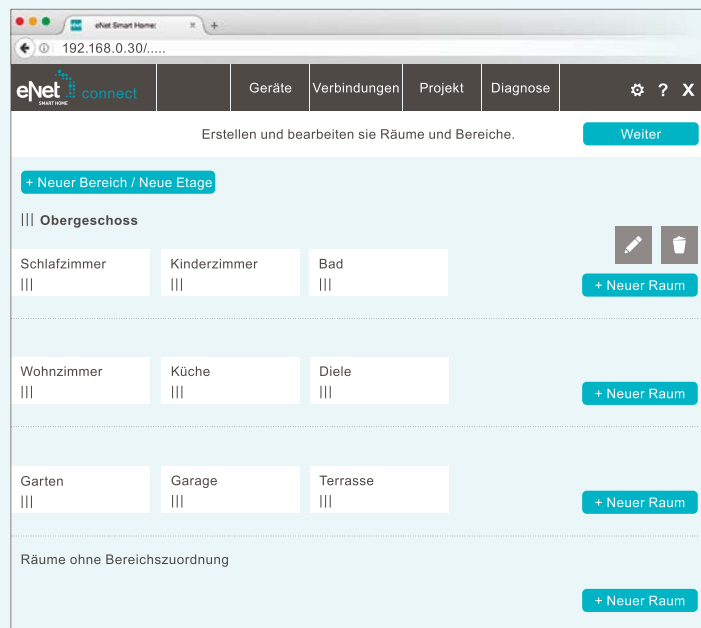 eNet Smart Home:
192.168.0.30/.....
eNet
SMART HOME
connect
Geräte
Verbindungen
Projekt
Diagnose
? X
Erstellen und bearbeiten sie Räume und Bereiche.
Weiter
+ Neuer Bereich / Neue Etage
Obergeschoss
Schlafzimmer
Kinderzimmer
Bad
+ Neuer Raum
Wohnzimmer
Küche
Diele
+ Neuer Raum
Garten
Garage
Terrasse
+ Neuer Raum
Räume ohne Bereichszuordnung
+ Neuer Raum